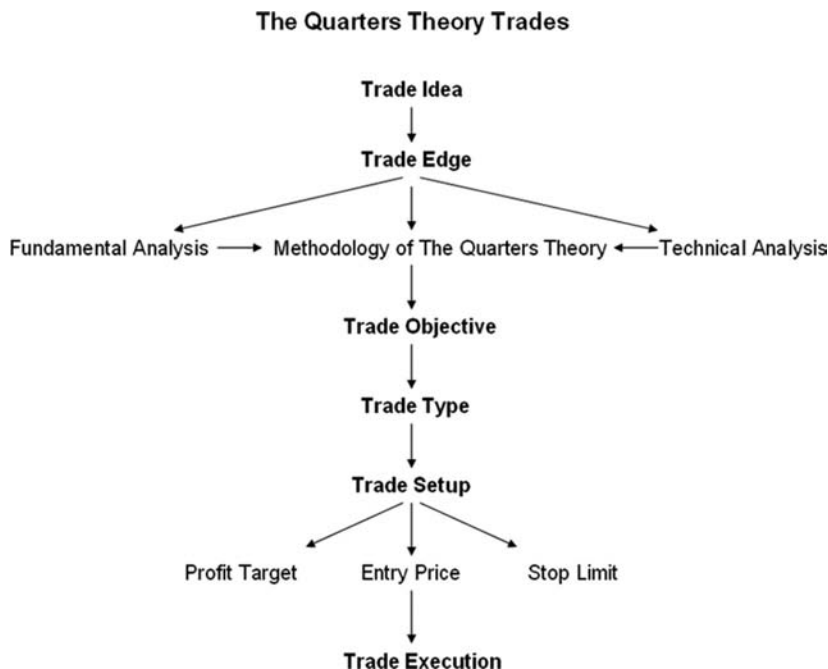 The Quarters Theory Trades
Trade Idea
Trade Edge
Fundamental Analysis Methodology of The Quarters Theory Technical Analysis
Trade Objective
Trade Type
Trade Setup
Profit Target Entry Price Stop Limit
Trade Execution